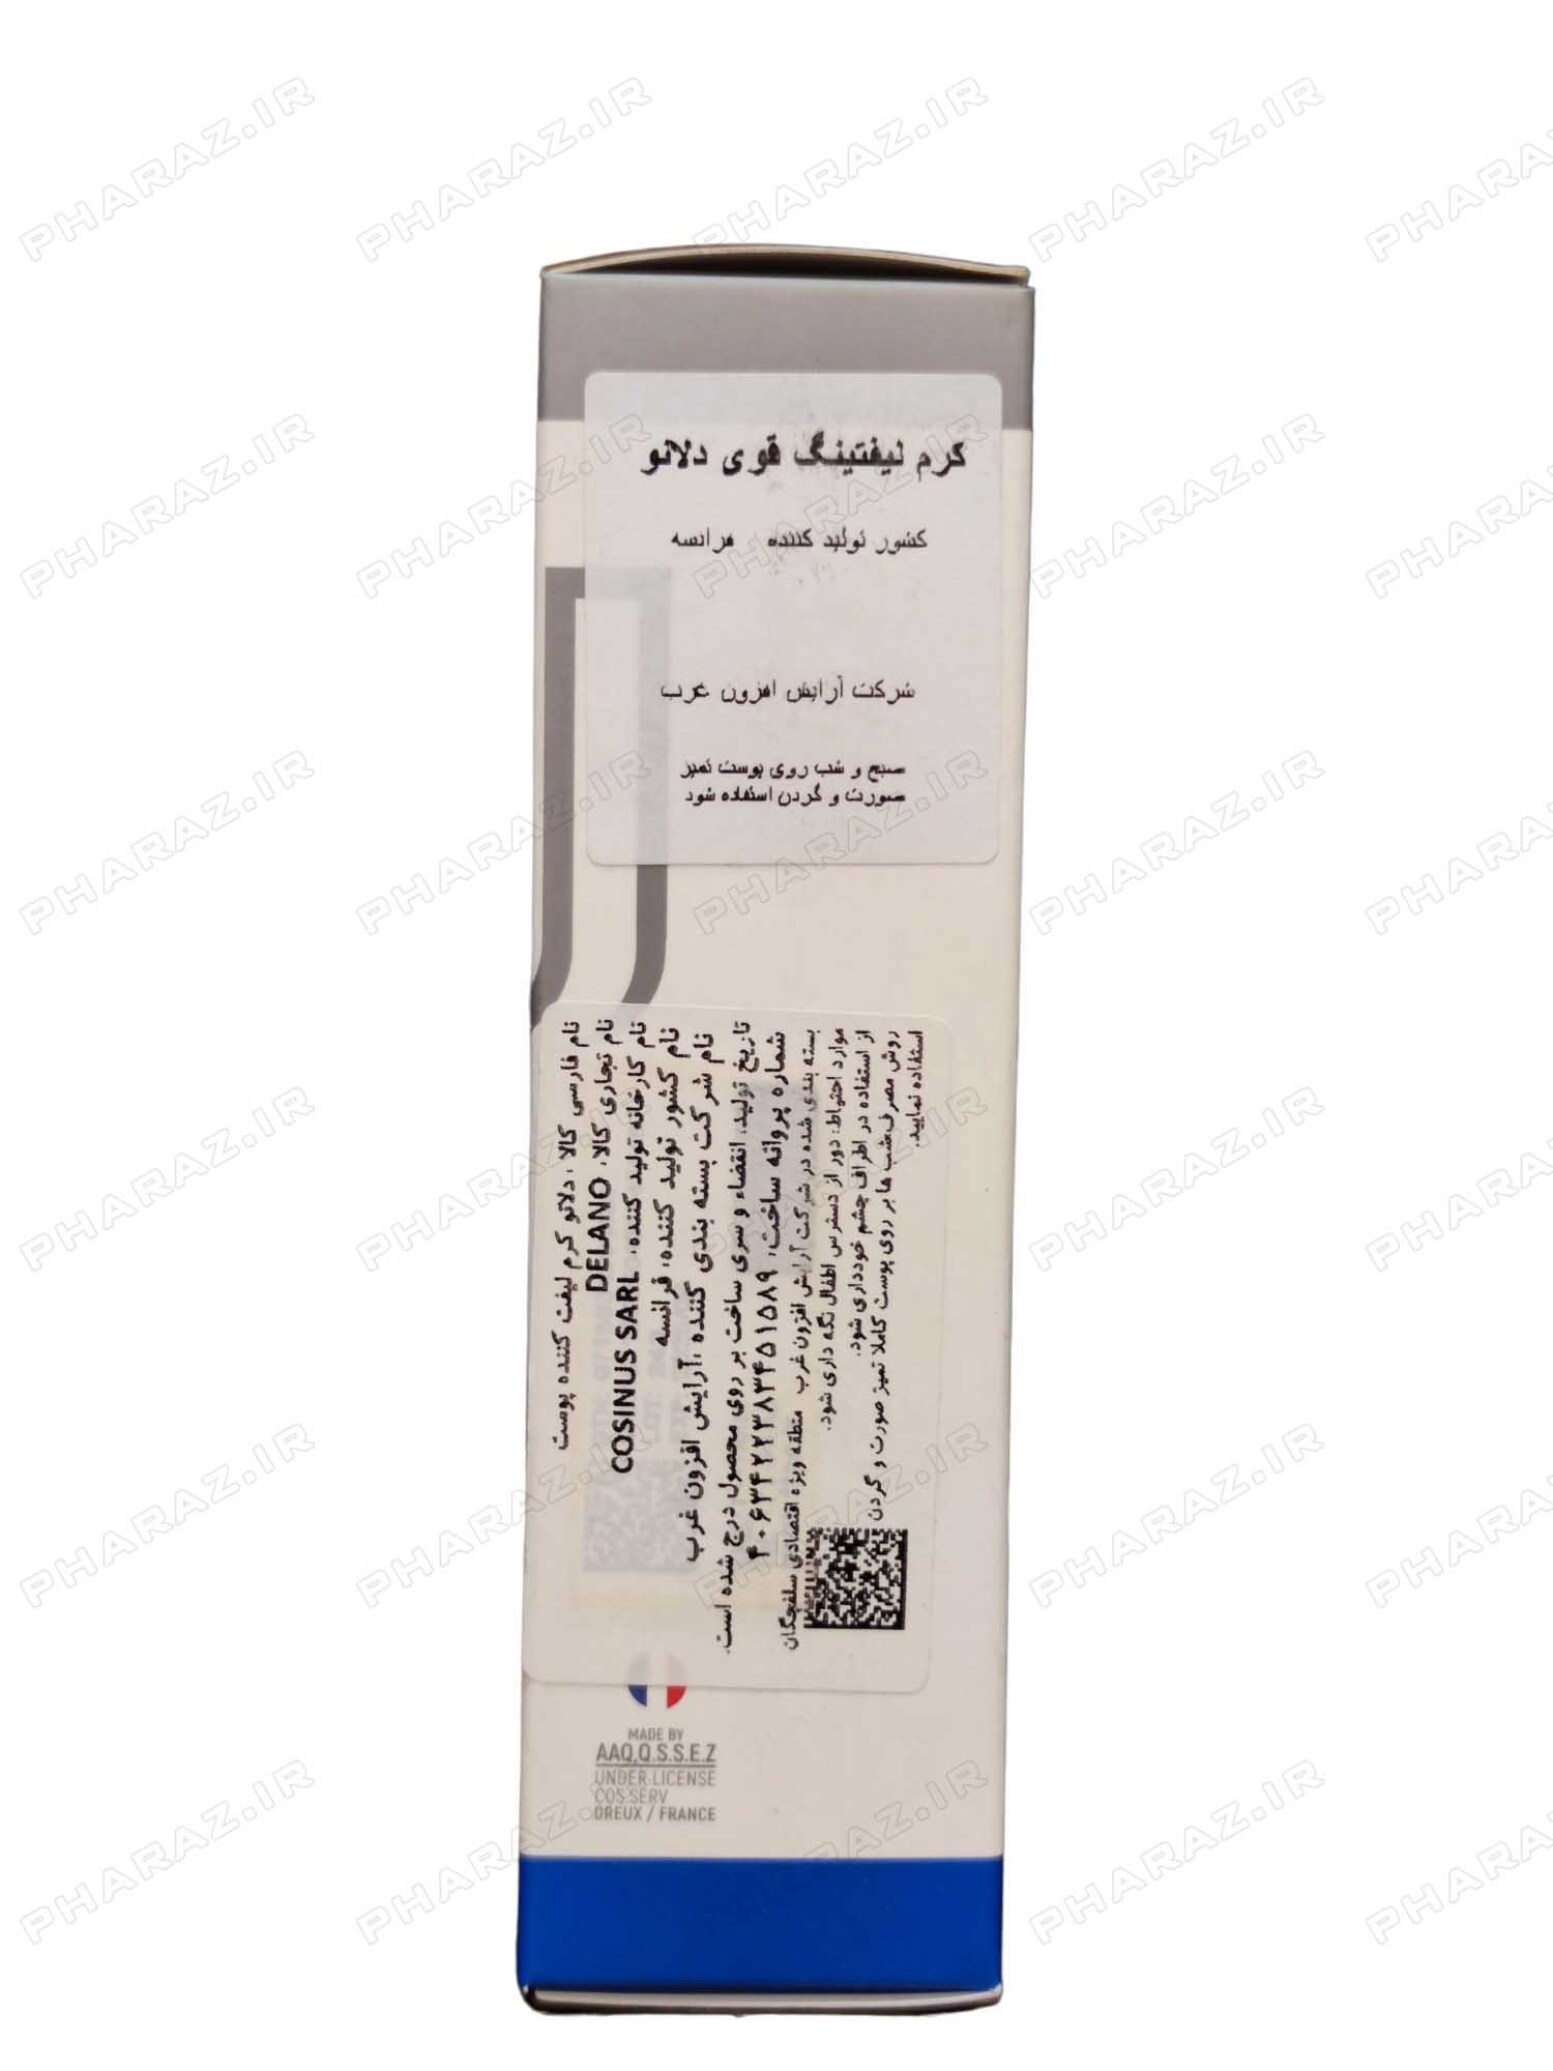 کرم لیفتینگ قوی دلانو
کشور تولید کننده فرانسه
شرکت آرایش افزون غرب
صبح و شب روی پوست تمیز
صورت و گردن استفاده شود
نام فارسی کالا: دلانو کرم لیفت کننده پوست
نام تجاری کالا: DELANO
نام کارخانه تولید کننده: COSINUS SARL
نام کشور تولید کننده: فرانسه
نام شرکت بسته بندی کننده: آرایش افزون غرب
تاریخ تولید، انقضاء و سری ساخت بر روی محصول درج شده است.
شماره پروانه ساخت:
بسته بندی شده در شرکت آرایش افزون غرب منطقه ویژه اقتصادی سلفچگان
موارد احتیاط: دور از دسترس اطفال نگه داری شود.
از استفاده در اطراف چشم خودداری شود.
روش مصرف: شب ها بر روی پوست کاملا تمیز صورت و گردن
استفاده نمایید.
MADE BY
AAQ.Q.S.S.E.Z
UNDER LICENSE
COS:SERV
DREUX / FRANCE
PHARAZ.IR